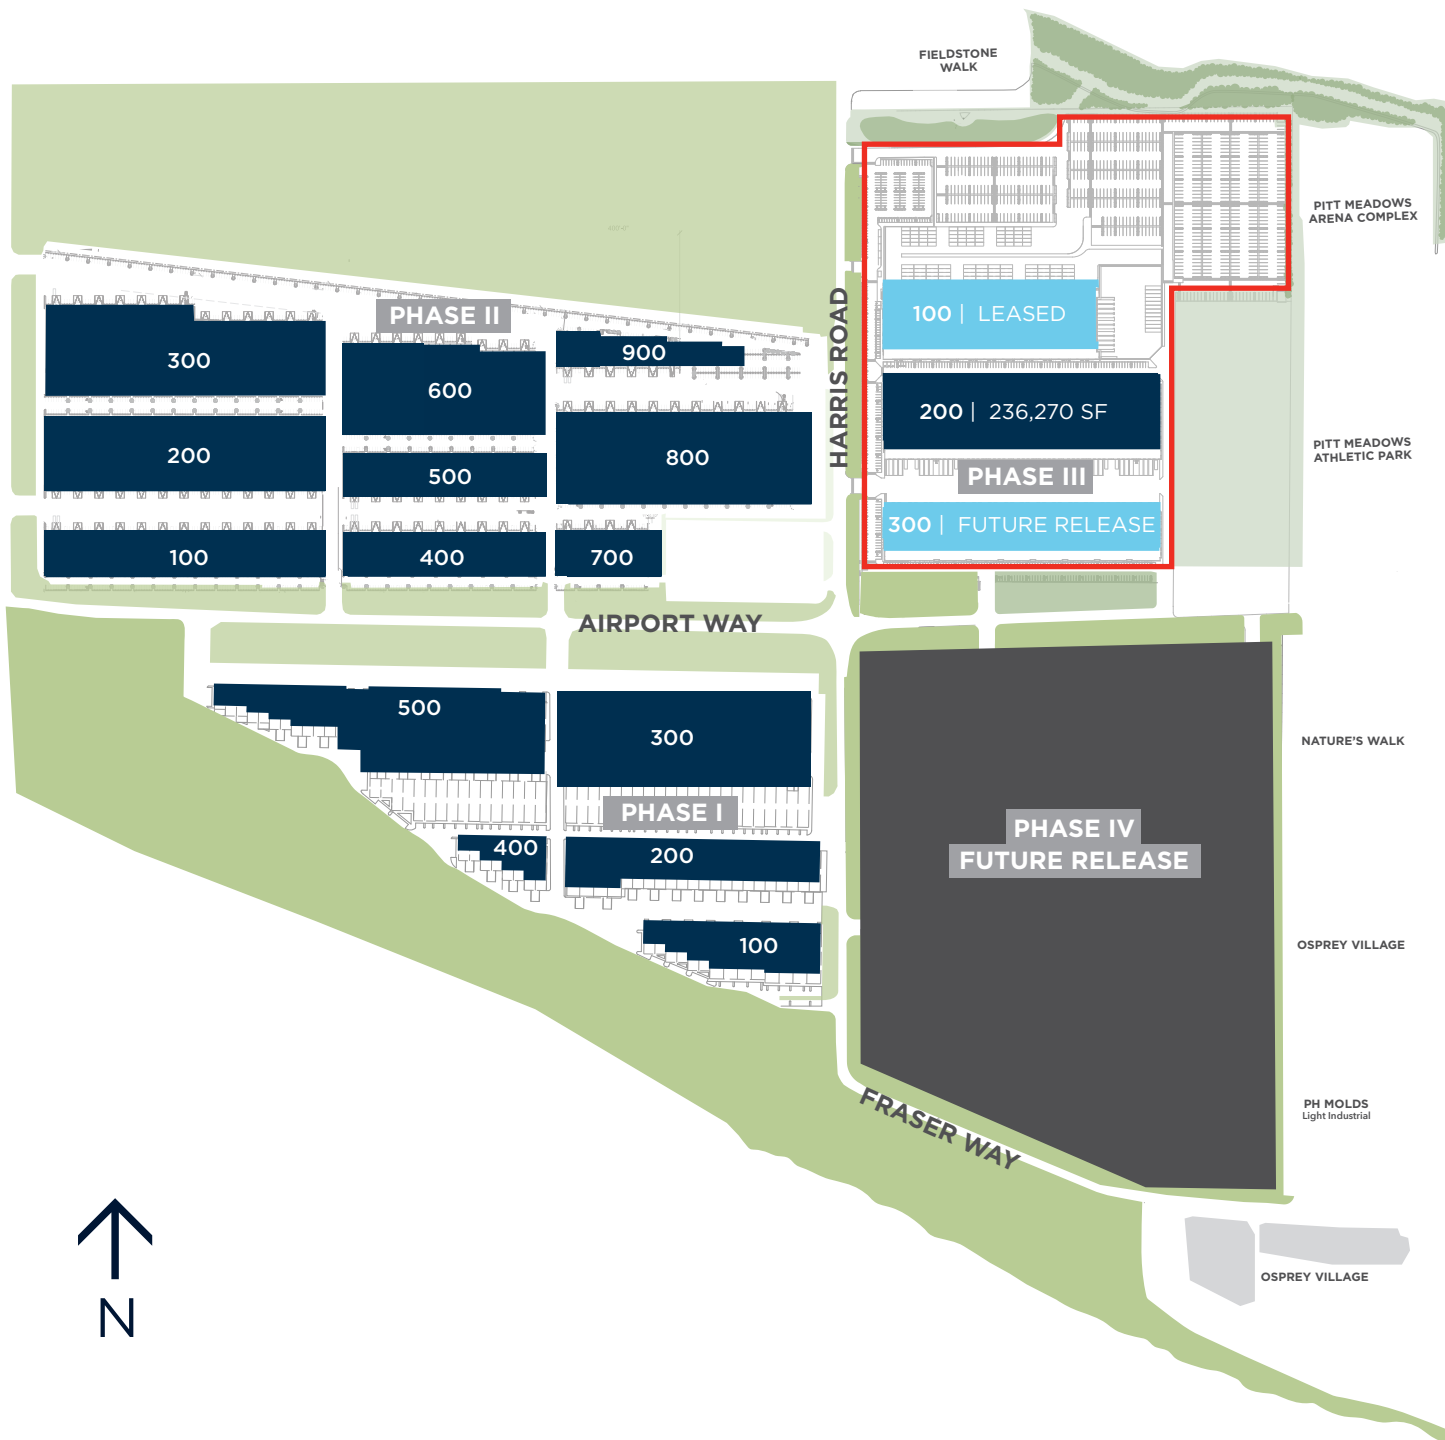 FIELDSTONE
WALK
PITT MEADOWS
ARENA COMPLEX
PHASE II
300
600
900
200
500
800
100
400
700
HARRIS ROAD
100 | LEASED
200 | 236,270 SF
PHASE III
300 | FUTURE RELEASE
PITT MEADOWS
ATHLETIC PARK
AIRPORT WAY
500
300
PHASE I
400
200
100
PHASE IV
FUTURE RELEASE
NATURE'S WALK
OSPREY VILLAGE
PH MOLDS
Light Industrial
FRASER WAY
OSPREY VILLAGE
N